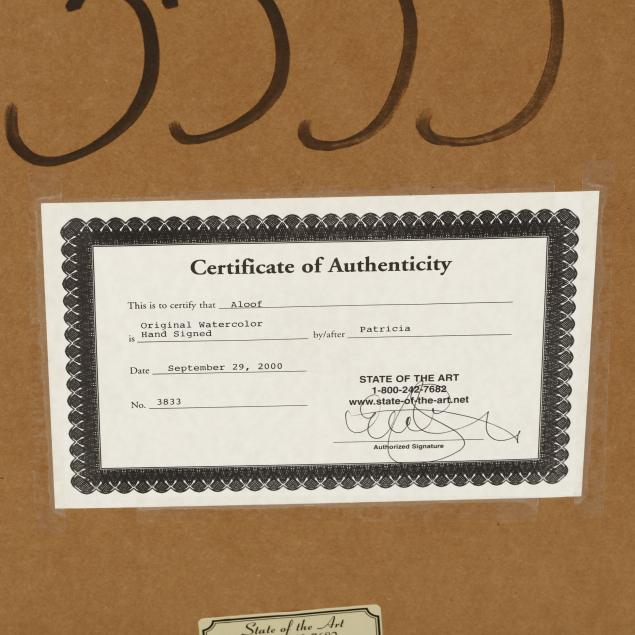 Certificate of Authenticity
This is to certify that Aloof
Original Watercolor
is Hand Signed by/after Patricia
Date September 29, 2000
No. 3833
STATE OF THE ART
1-800-242-7682
www.state-of-the-art.net
Authorized Signature
State of the Art